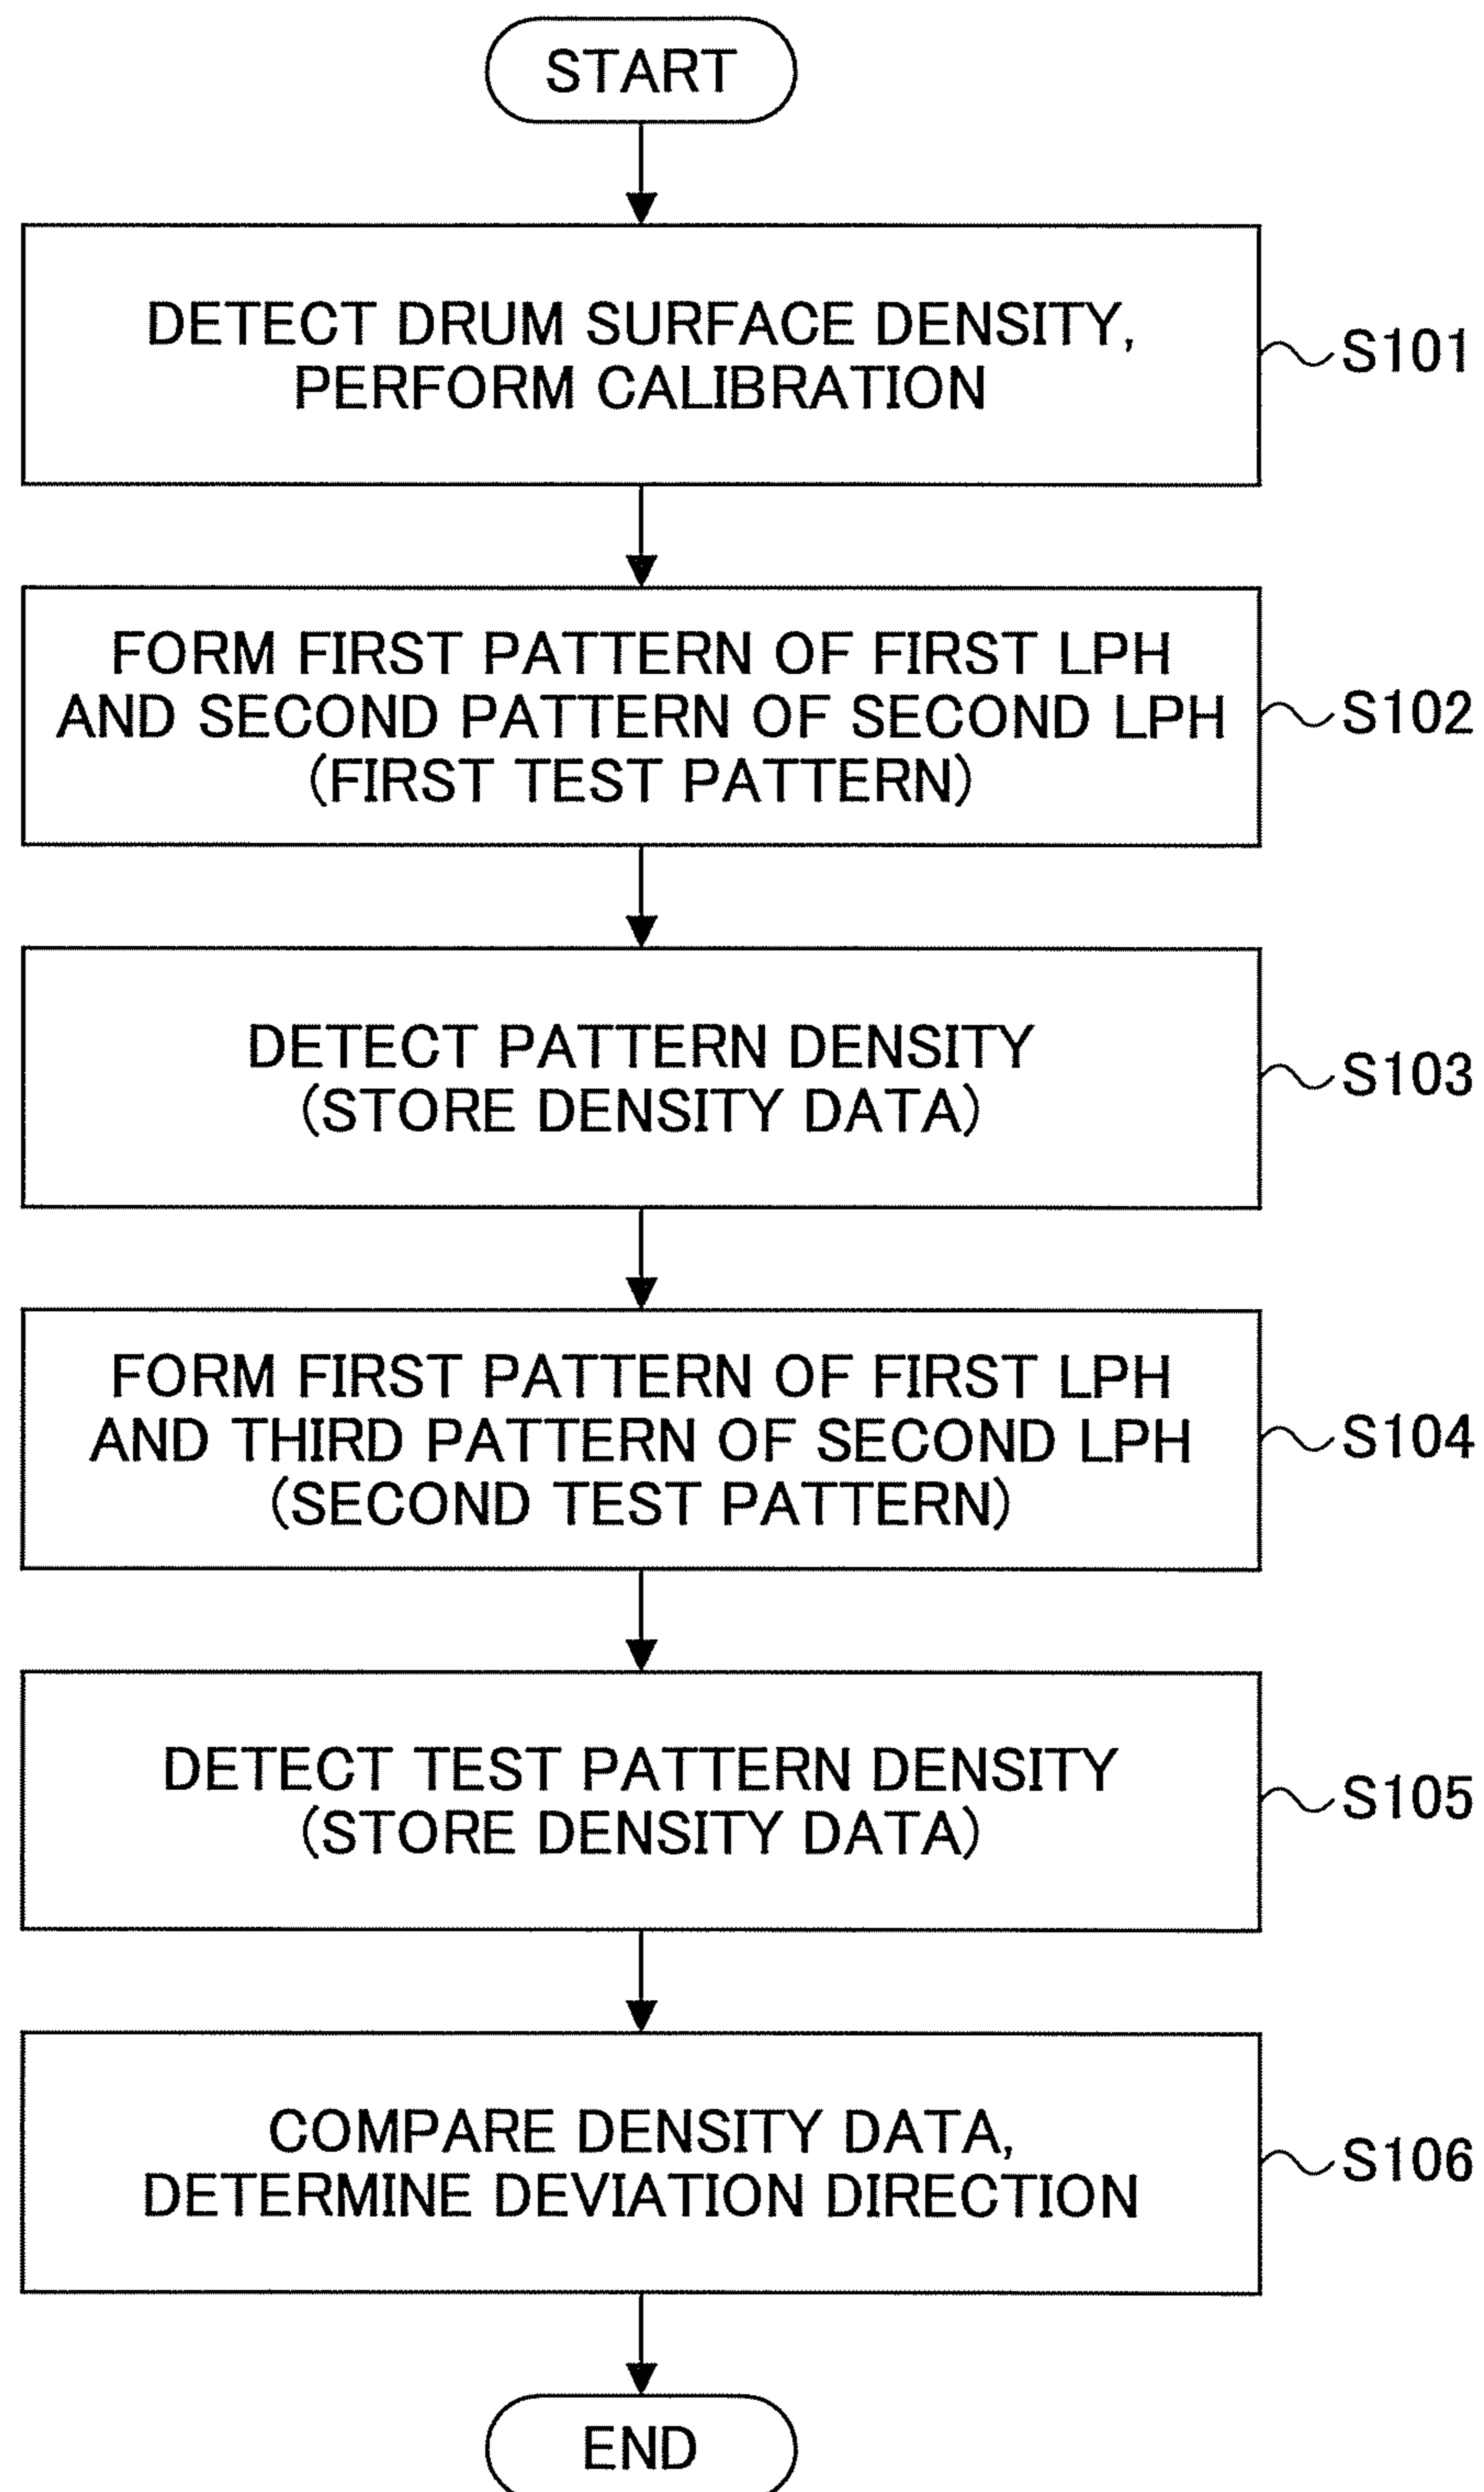 START
DETECT DRUM SURFACE DENSITY,
PERFORM CALIBRATION
S101
FORM FIRST PATTERN OF FIRST LPH
AND SECOND PATTERN OF SECOND LPH
(FIRST TEST PATTERN)
S102
DETECT PATTERN DENSITY
(STORE DENSITY DATA)
S103
FORM FIRST PATTERN OF FIRST LPH
AND THIRD PATTERN OF SECOND LPH
(SECOND TEST PATTERN)
S104
DETECT TEST PATTERN DENSITY
(STORE DENSITY DATA)
S105
COMPARE DENSITY DATA,
DETERMINE DEVIATION DIRECTION
S106
END